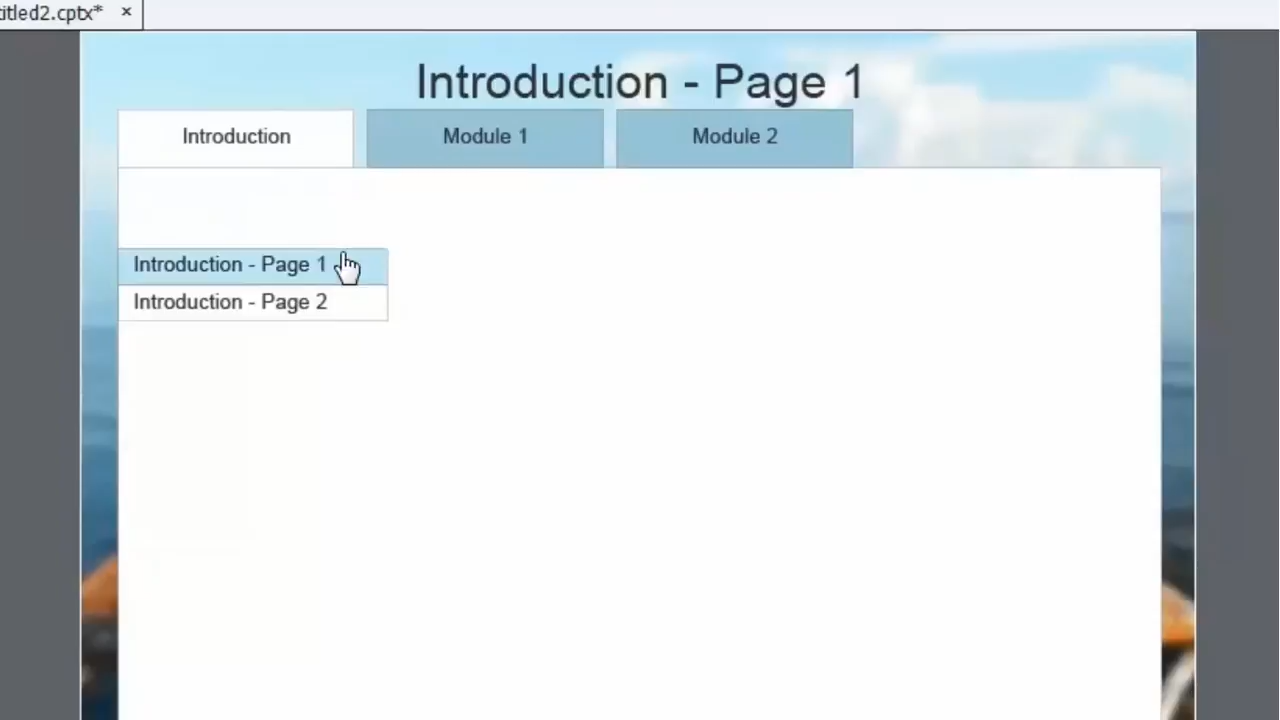 itled2.cptx* ×
Introduction - Page 1
Introduction Module 1 Module 2
Introduction - Page 1
Introduction - Page 2